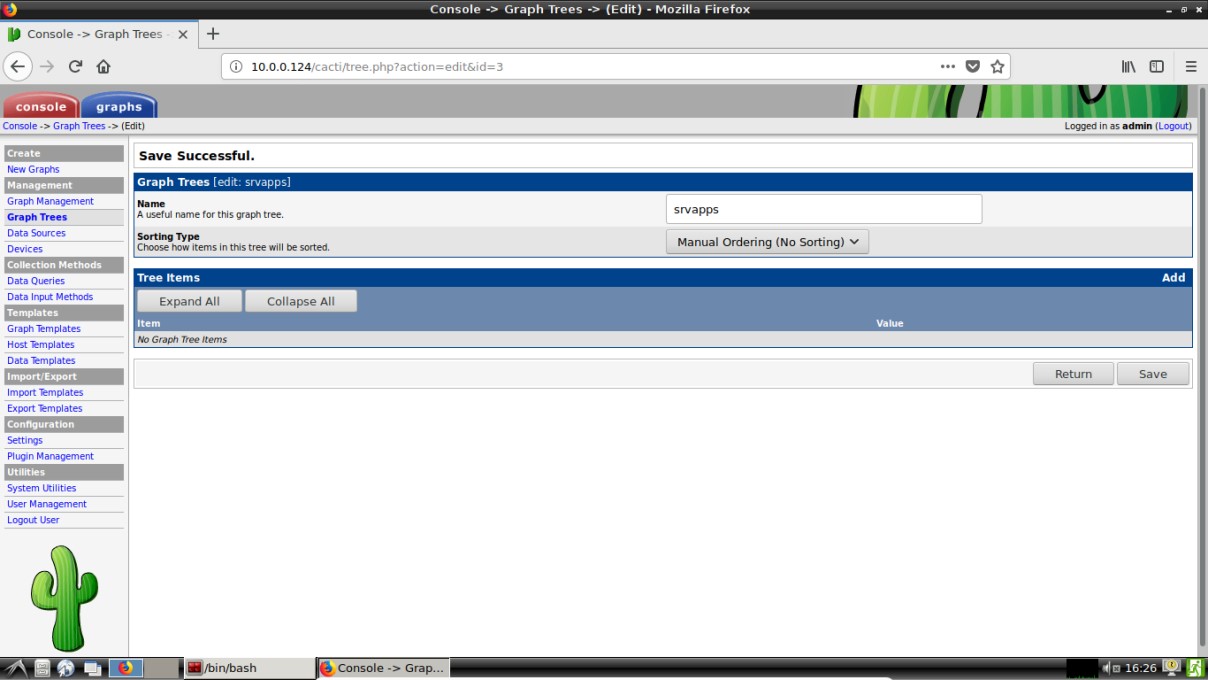 Console -> Graph Trees -> (Edit) - Mozilla Firefox
Console -> Graph Trees -
10.0.0.124/cacti/tree.php?action=edit&id=3
console
graphs
Console -> Graph Trees -> (Edit)
Logged in as admin (Logout)
Create
New Graphs
Management
Graph Management
Graph Trees
Data Sources
Devices
Collection Methods
Data Queries
Data Input Methods
Templates
Graph Templates
Host Templates
Data Templates
Import/Export
Import Templates
Export Templates
Configuration
Settings
Plugin Management
Utilities
System Utilities
User Management
Logout User
Save Successful.
Graph Trees [edit: srvapps]
Name
A useful name for this graph tree.
srvapps
Sorting Type
Choose how items in this tree will be sorted.
Manual Ordering (No Sorting)
Tree Items
Add
Expand All
Collapse All
Item
Value
No Graph Tree Items
Return
Save
/bin/bash
Console -> Grap...
16:26